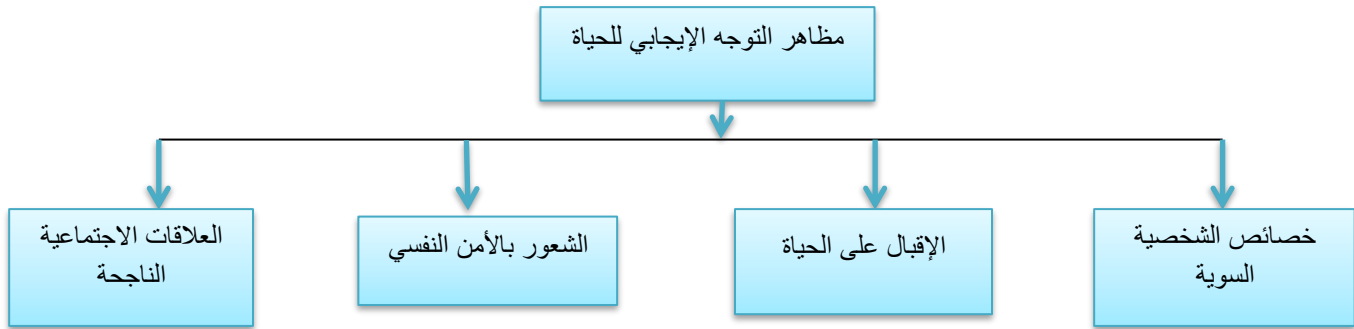 مظاهر التوجه الإيجابي للحياة
خصائص الشخصية
السوية
الإقبال على الحياة
الشعور بالأمن النفسي
العلاقات الاجتماعية
الناجحة